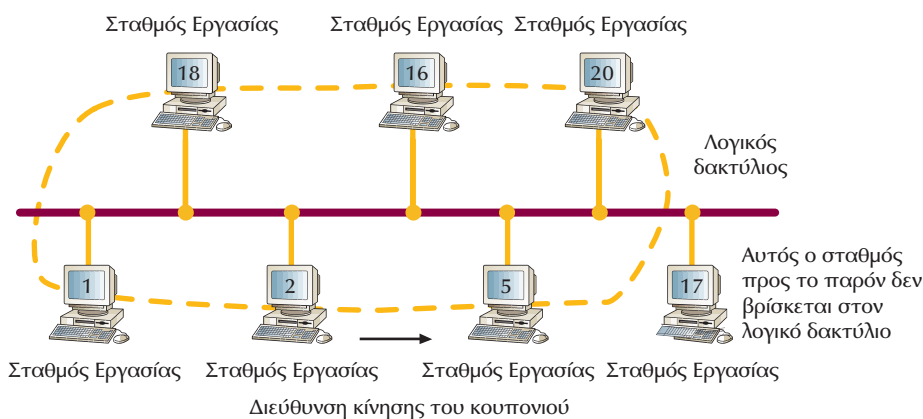 Σταθμός Εργασίας Σταθμός Εργασίας Σταθμός Εργασίας
18 16 20
Λογικός
δακτύλιος
1 2 5 17
Αυτός ο σταθμός
προς το παρόν δεν
βρίσκεται στον
λογικό δακτύλιο
Σταθμός Εργασίας Σταθμός Εργασίας Σταθμός Εργασίας Σταθμός Εργασίας
Διεύθυνση κίνησης του κουπονιού